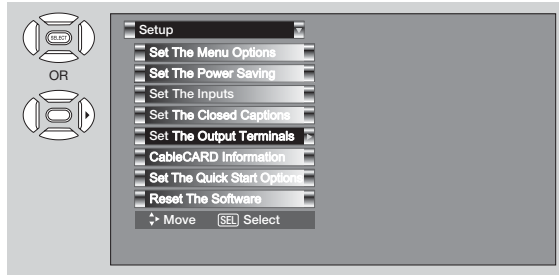 SELECT
OR
Setup
Set The Menu Options
Set The Power Saving
Set The Inputs
Set The Closed Captions
Set The Output Terminals
CableCARD Information
Set The Quick Start Options
Reset The Software
Move SEL Select